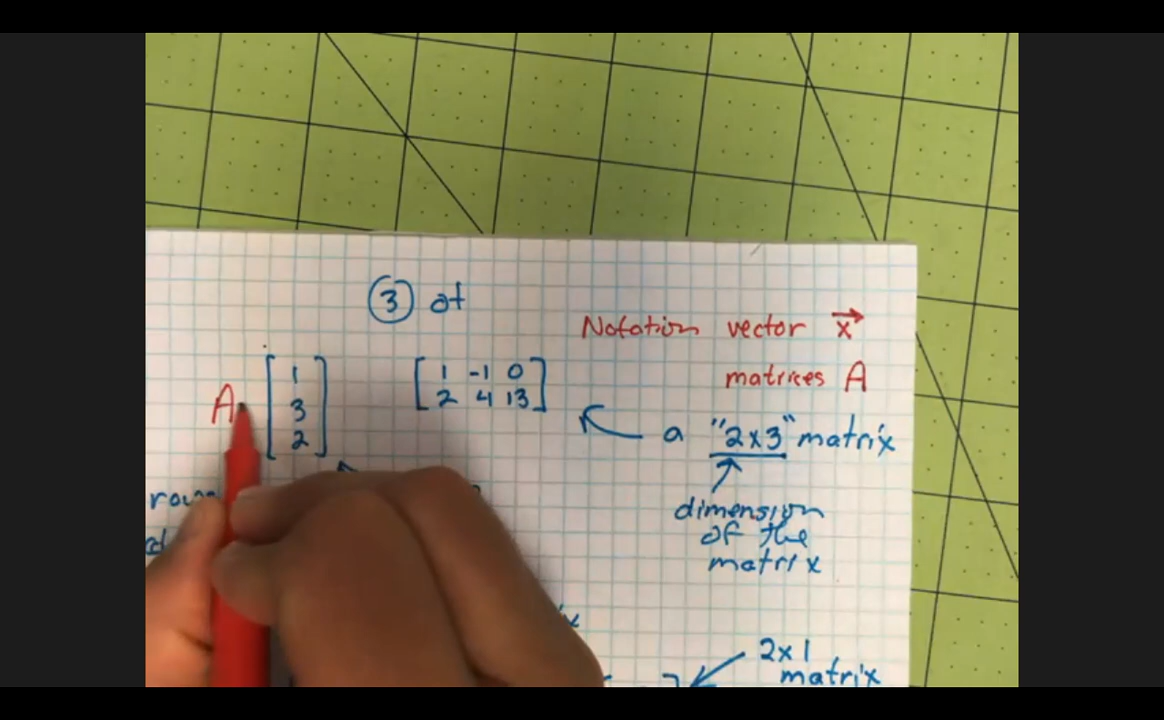 ③ at
Notation vector x⃗
matrices A
A [1 3 2]
[1 -1 0
2 4 13]
a "2x3" matrix
dimension
of the
matrix
2x1
matrix